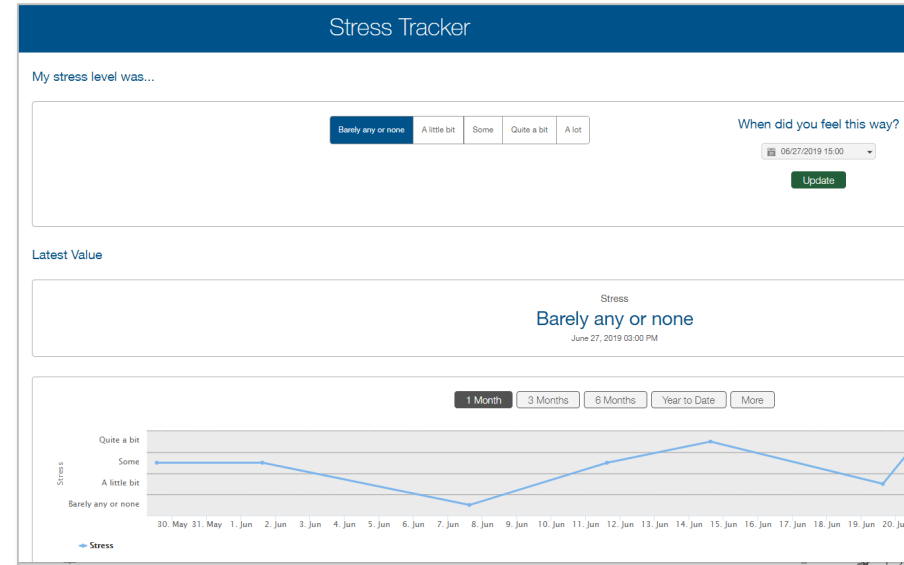 Stress Tracker
My stress level was...
Barely any or none A little bit Some Quite a bit A lot
When did you feel this way?
06/27/2019 15:00
Update
Latest Value
Stress
Barely any or none
June 27, 2019 03:00 PM
1 Month 3 Months 6 Months Year to Date More
Stress
Quite a bit
Some
A little bit
Barely any or none
30. May 31. May 1. Jun 2. Jun 3. Jun 4. Jun 5. Jun 6. Jun 7. Jun 8. Jun 9. Jun 10. Jun 11. Jun 12. Jun 13. Jun 14. Jun 15. Jun 16. Jun 17. Jun 18. Jun 19. Jun 20. Ju
Stress